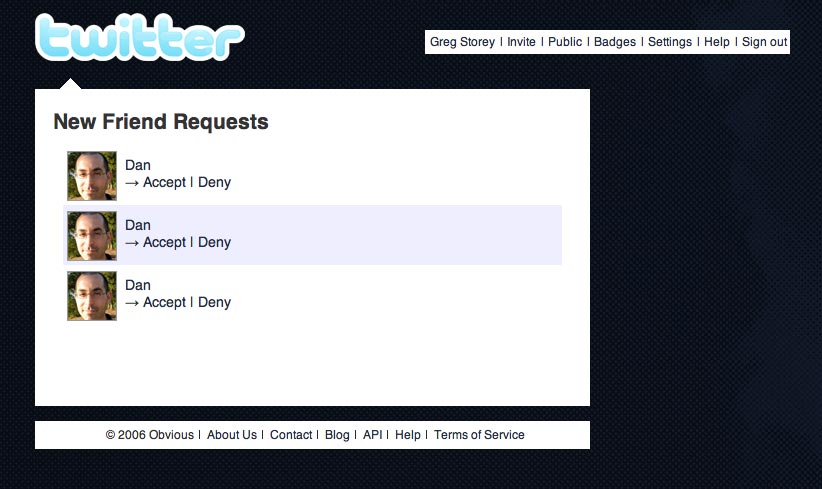 twitter
Greg Storey | Invite | Public | Badges | Settings | Help | Sign out
New Friend Requests
Dan
→ Accept | Deny
Dan
→ Accept | Deny
Dan
→ Accept | Deny
© 2006 Obvious | About Us | Contact | Blog | API | Help | Terms of Service